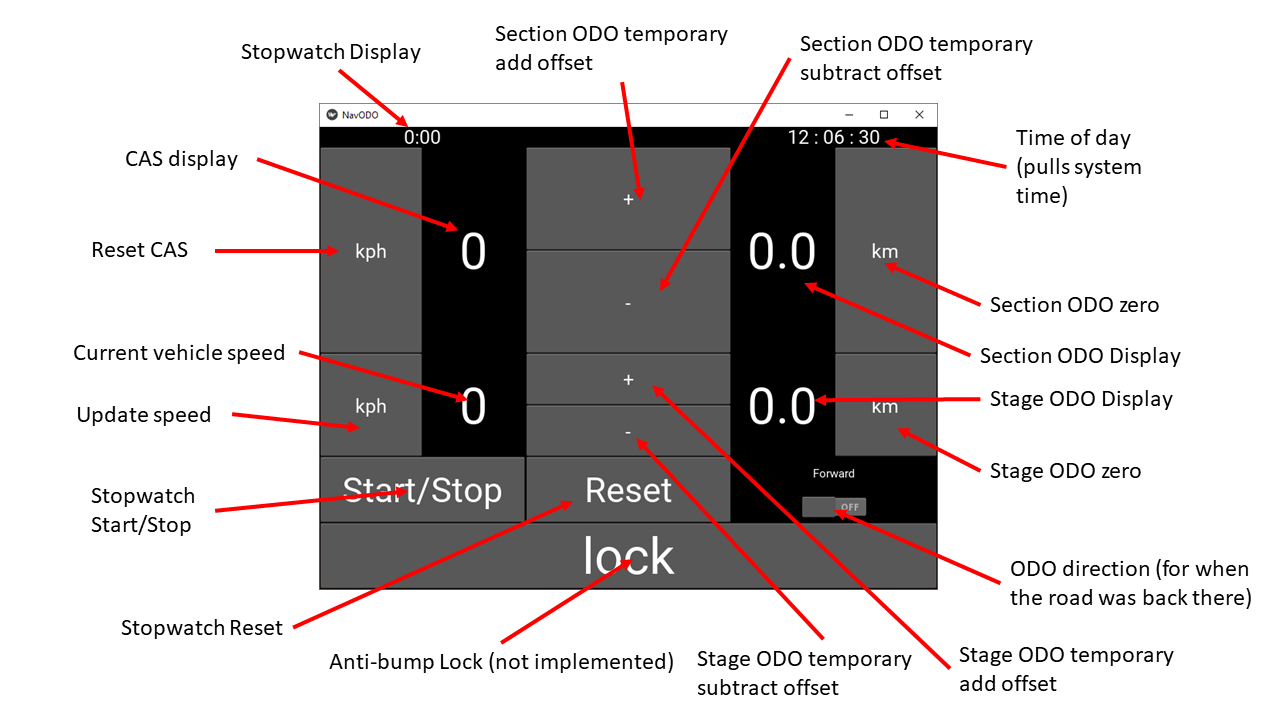 Stopwatch Display
Section ODO temporary
add offset
Section ODO temporary
subtract offset
NavODO
0:00
12 : 06 : 30
Time of day
(pulls system
time)
CAS display
+
Reset CAS
kph
0
0.0
km
-
Section ODO zero
Current vehicle speed
Section ODO Display
+
Update speed
kph
0
0.0
km
Stage ODO Display
-
Stage ODO zero
Forward
Stopwatch
Start/Stop
Start/Stop
Reset
OFF
lock
ODO direction (for when
the road was back there)
Stopwatch Reset
Anti-bump Lock (not implemented)
Stage ODO temporary
subtract offset
Stage ODO temporary
add offset